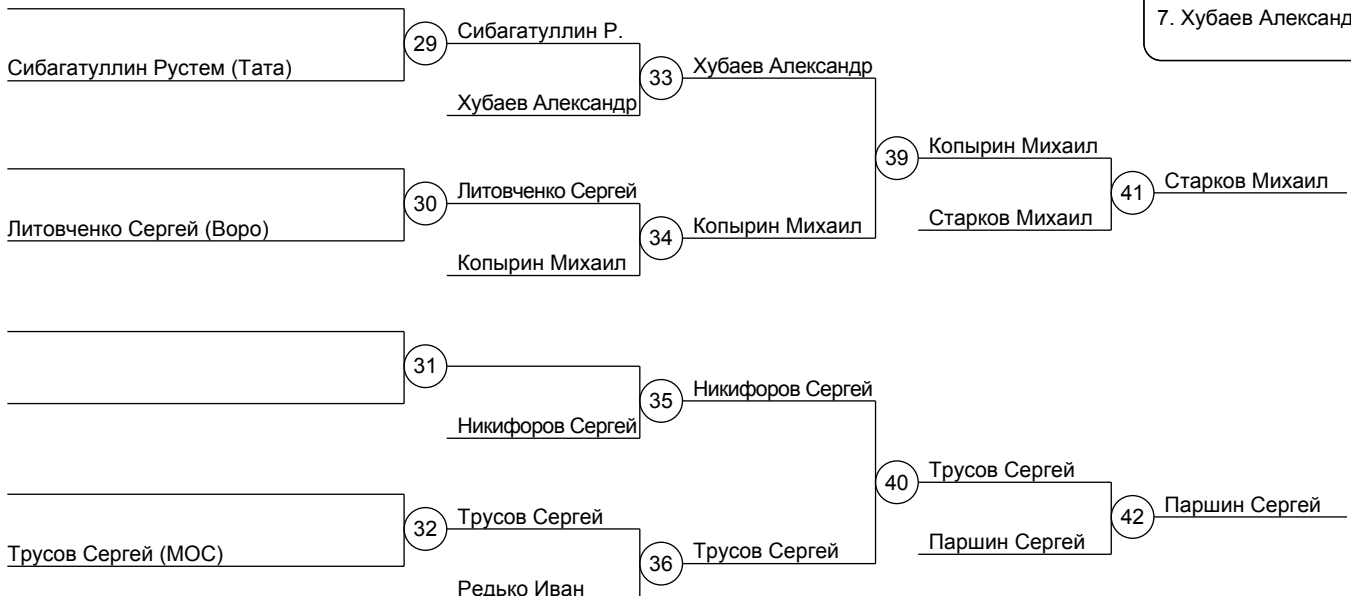 7. Хубаев Александ
29
Сибагатуллин Р.
Сибагатуллин Рустем (Тата)
33
Хубаев Александр
Хубаев Александр
39
Копырин Михаил
30
Литовченко Сергей
Литовченко Сергей (Воро)
34
Копырин Михаил
Копырин Михаил
41
Старков Михаил
Старков Михаил
31
35
Никифоров Сергей
Никифоров Сергей
40
Трусов Сергей
32
Трусов Сергей
Трусов Сергей (МОС)
36
Трусов Сергей
Редько Иван
42
Паршин Сергей
Паршин Сергей